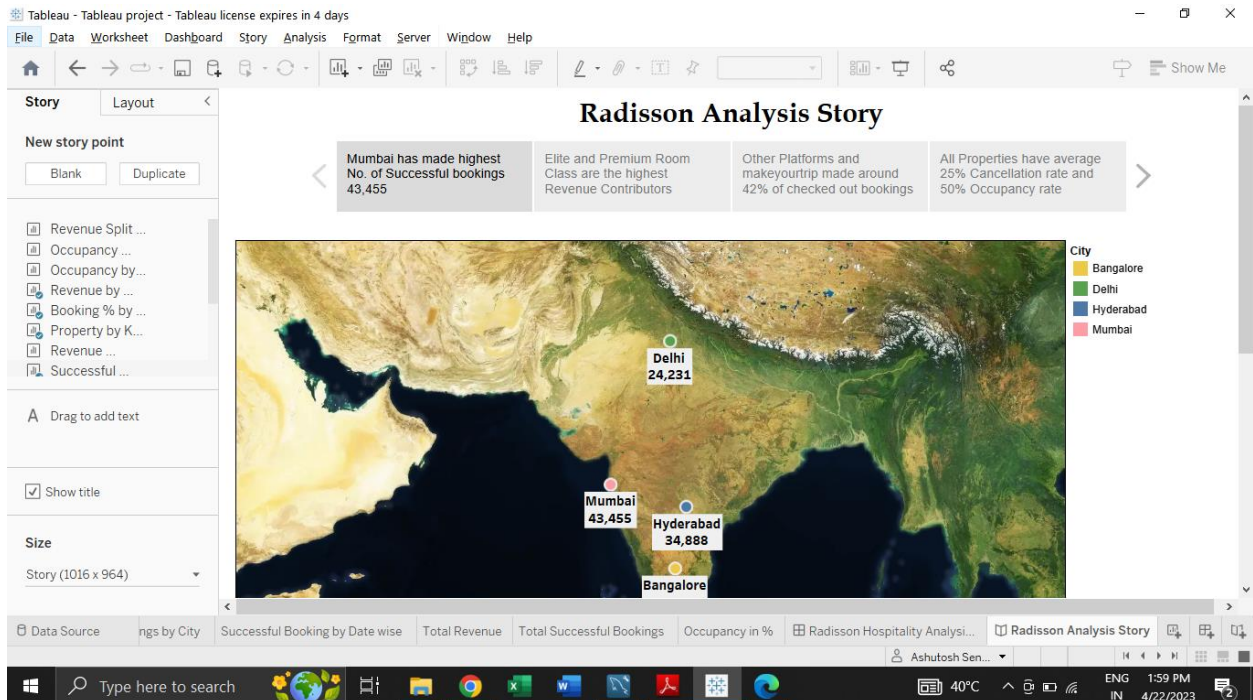 Tableau - Tableau project - Tableau license expires in 4 days
File Data Worksheet Dashboard Story Analysis Format Server Window Help
Show Me
Story Layout
New story point
Blank Duplicate
Revenue Split ...
Occupancy ...
Occupancy by...
Revenue by ...
Booking % by ...
Property by K...
Revenue ...
Successful ...
A Drag to add text
Show title
Size
Story (1016 x 964)
Radisson Analysis Story
Mumbai has made highest
No. of Successful bookings
43,455
Elite and Premium Room
Class are the highest
Revenue Contributors
Other Platforms and
makeyourtrip made around
42% of checked out bookings
All Properties have average
25% Cancellation rate and
50% Occupancy rate
Delhi
24,231
Mumbai
43,455
Hyderabad
34,888
Bangalore
City
Bangalore
Delhi
Hyderabad
Mumbai
Data Source ngs by City Successful Booking by Date wise Total Revenue Total Successful Bookings Occupancy in % Radisson Hospitality Analysi... Radisson Analysis Story
Ashutosh Sen...
Type here to search
40°C
ENG
IN
1:59 PM
4/22/2023
2